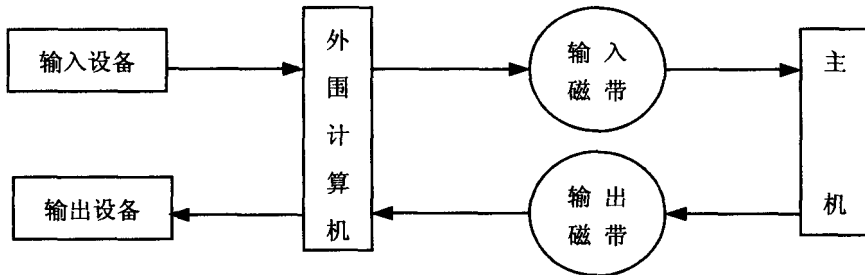 输入设备
外围计算机
输入
磁带
主机
输出设备
输出
磁带